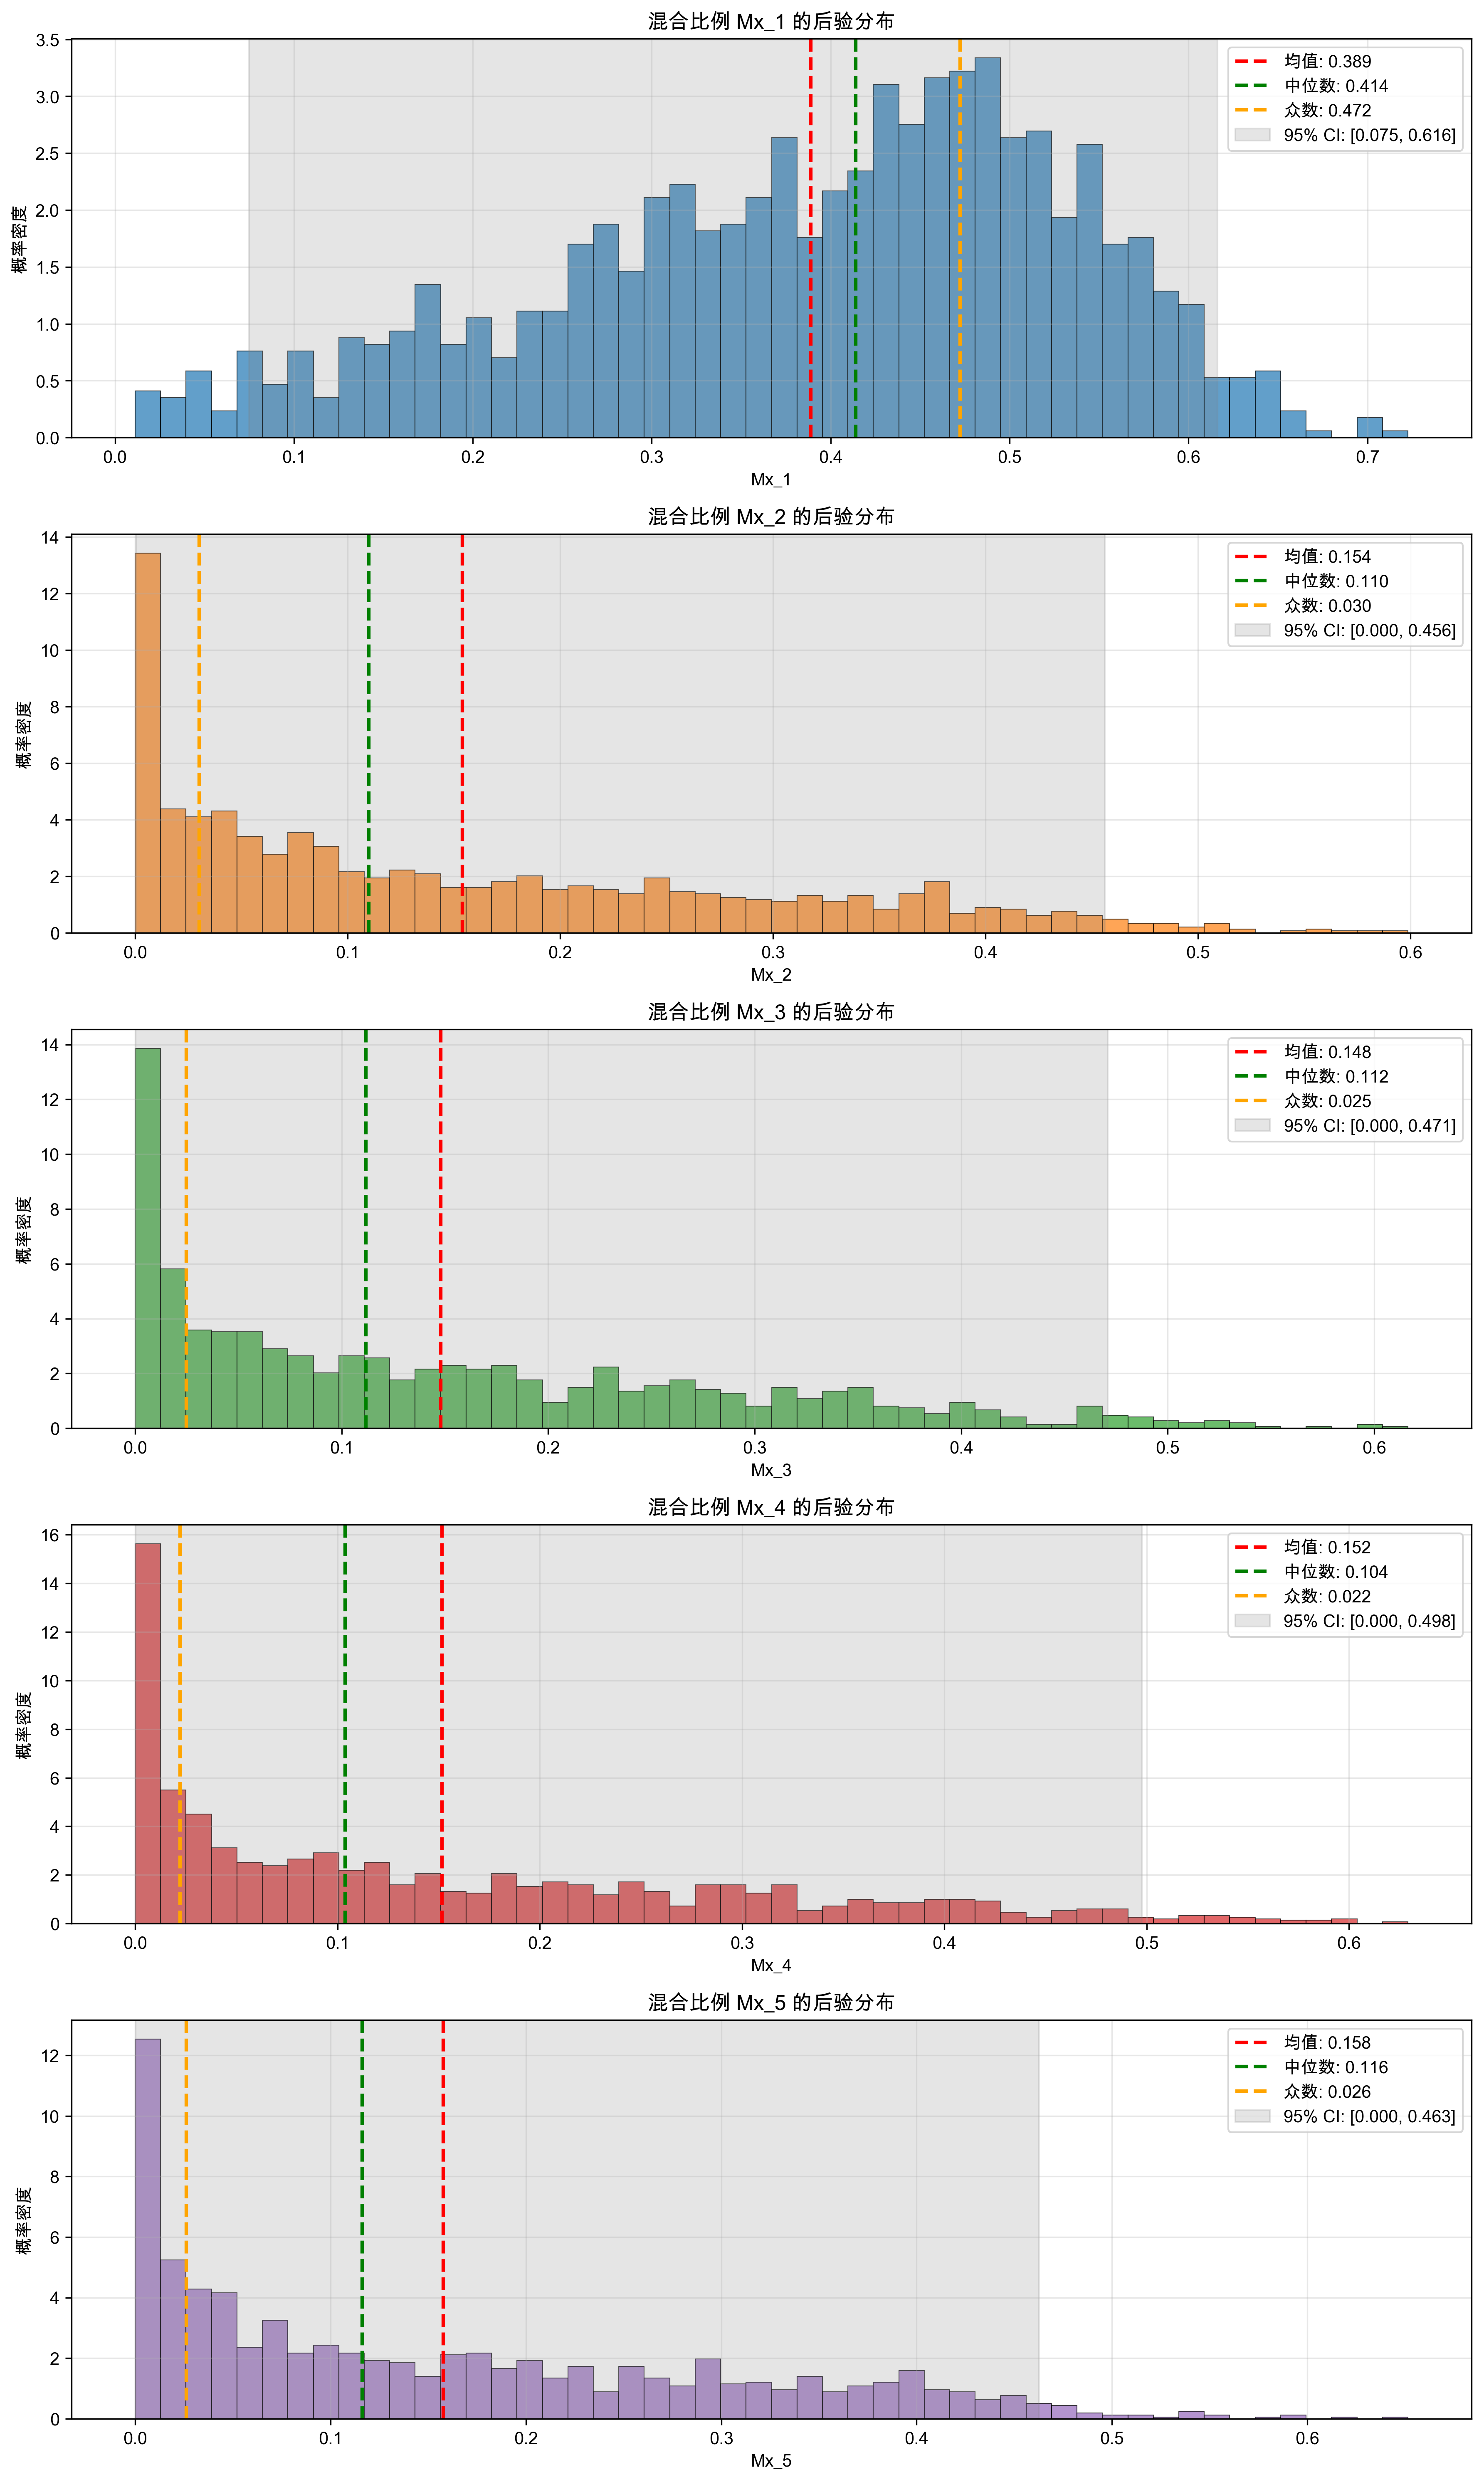 混合比例 Mx_1 的后验分布
概率密度
3.5
3.0
2.5
2.0
1.5
1.0
0.5
0.0
均值: 0.389
中位数: 0.414
众数: 0.472
95% CI: [0.075, 0.616]
0.0 0.1 0.2 0.3 0.4 0.5 0.6 0.7
Mx_1
混合比例 Mx_2 的后验分布
概率密度
14
12
10
8
6
4
2
0
均值: 0.154
中位数: 0.110
众数: 0.030
95% CI: [0.000, 0.456]
0.0 0.1 0.2 0.3 0.4 0.5 0.6
Mx_2
混合比例 Mx_3 的后验分布
概率密度
14
12
10
8
6
4
2
0
均值: 0.148
中位数: 0.112
众数: 0.025
95% CI: [0.000, 0.471]
0.0 0.1 0.2 0.3 0.4 0.5 0.6
Mx_3
混合比例 Mx_4 的后验分布
概率密度
16
14
12
10
8
6
4
2
0
均值: 0.152
中位数: 0.104
众数: 0.022
95% CI: [0.000, 0.498]
0.0 0.1 0.2 0.3 0.4 0.5 0.6
Mx_4
混合比例 Mx_5 的后验分布
概率密度
12
10
8
6
4
2
0
均值: 0.158
中位数: 0.116
众数: 0.026
95% CI: [0.000, 0.463]
0.0 0.1 0.2 0.3 0.4 0.5 0.6
Mx_5